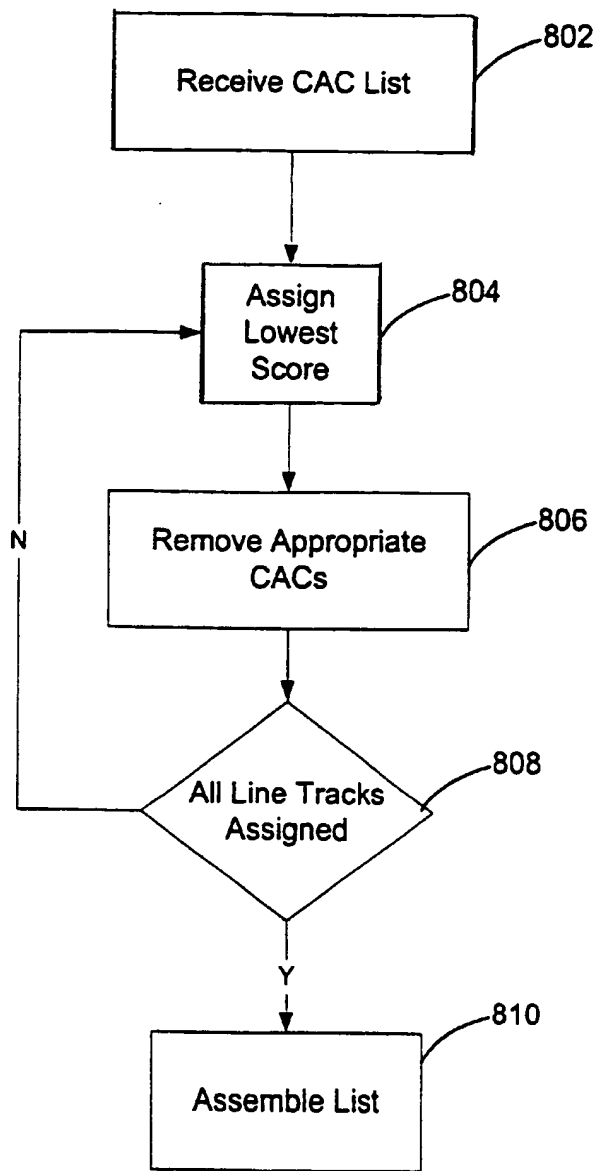 Receive CAC List
802
Assign
Lowest
Score
804
Remove Appropriate
CACs
806
N
All Line Tracks
Assigned
808
Y
Assemble List
810